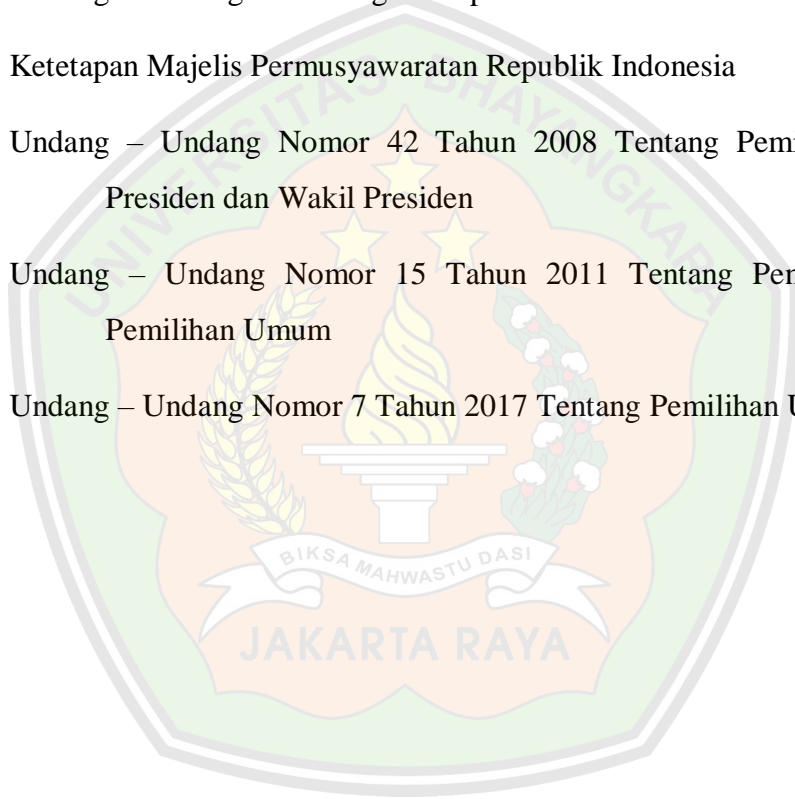 Ketetapan Majelis Permusyawaratan Republik Indonesia
Undang – Undang Nomor 42 Tahun 2008 Tentang
Presiden dan Wakil Presiden
Undang – Undang Nomor 15 Tahun 2011 Tentang
Pemilihan Umum
Undang – Undang Nomor 7 Tahun 2017 Tentang Pemilihan
UNIVERSITAS BHAYANGKARA
BIKSA MAHWASTU DASI
JAKARTA RAYA